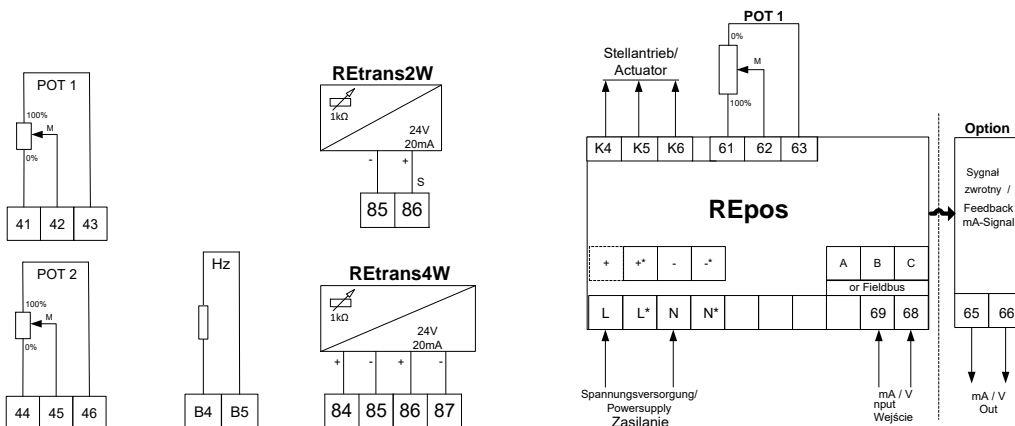 POT 1
100%
M
0%
41 42 43
POT 2
100%
M
0%
44 45 46
Hz
B4 B5
REtrans2W
1kΩ
24V
20mA
- +
S
85 86
REtrans4W
1kΩ
24V
20mA
+ - + -
84 85 86 87
POT 1
0%
M
100%
Stellantrieb/
Actuator
K4 K5 K6 61 62 63
REpos
+ +* - -*
A B C
or Fieldbus
L L* N N* 69 68
Spannungsversorgung/
Powersupply
Zasilanie
mA / V
nput
Wejście
Option
Sygnał
zwrotny /
Feedback
mA-Signal
65 66
mA / V
Out